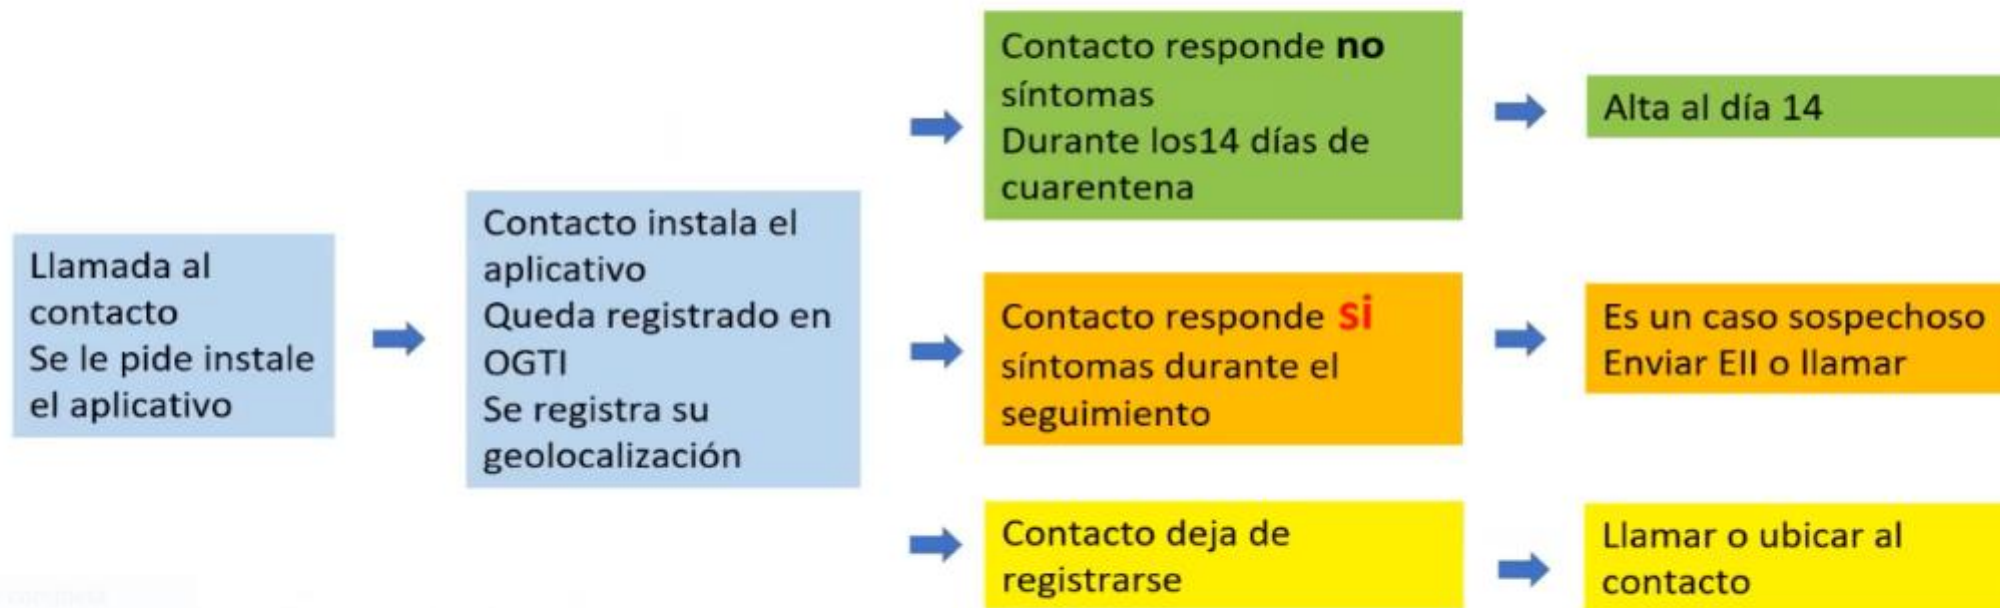 Llamada al
contacto
Se le pide instale
el aplicativo
Contacto instala el
aplicativo
Queda registrado en
OGTI
Se registra su
geolocalización
Contacto responde no
síntomas
Durante los14 días de
cuarentena
Alta al día 14
Contacto responde si
síntomas durante el
seguimiento
Es un caso sospechoso
Enviar EII o llamar
Contacto deja de
registrarse
Llamar o ubicar al
contacto